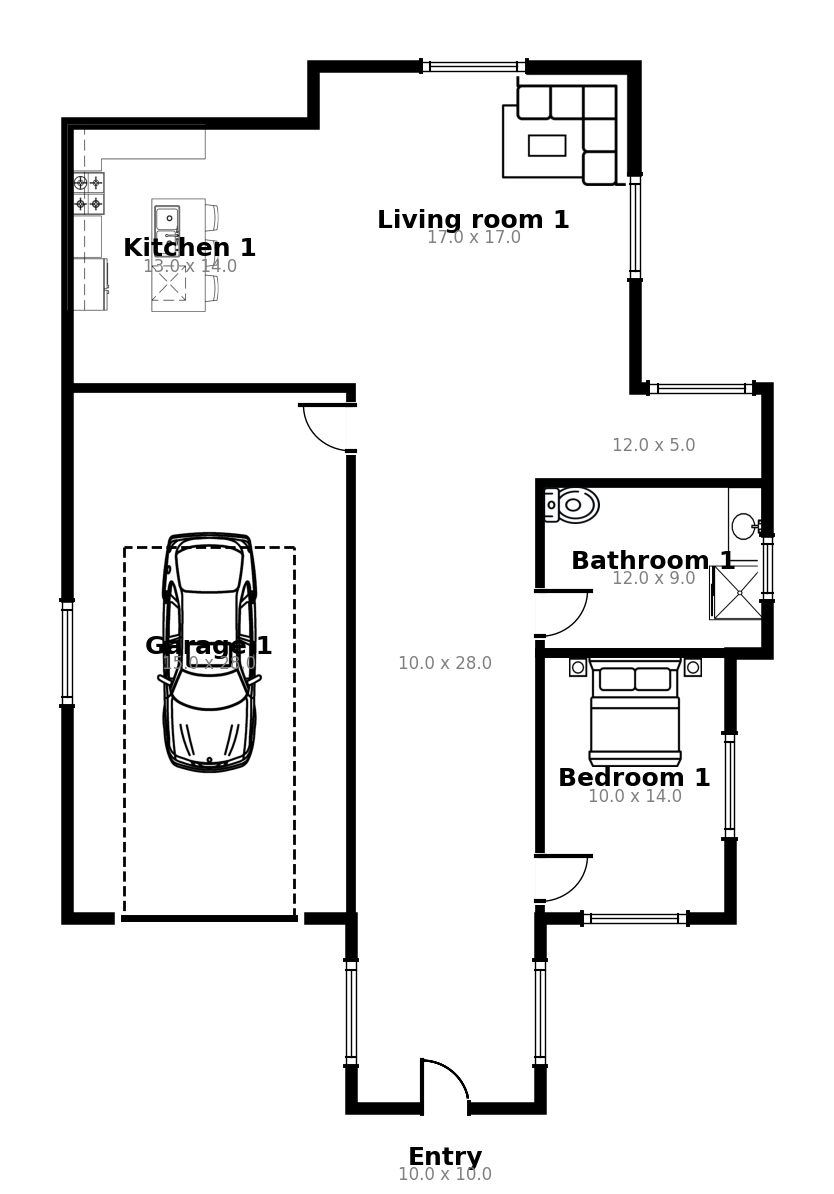 Living room 1
17.0 x 17.0
Kitchen 1
13.0 x 14.0
12.0 x 5.0
Bathroom 1
12.0 x 9.0
Garage 1
15.0 x 28.0
10.0 x 28.0
Bedroom 1
10.0 x 14.0
Entry
10.0 x 10.0